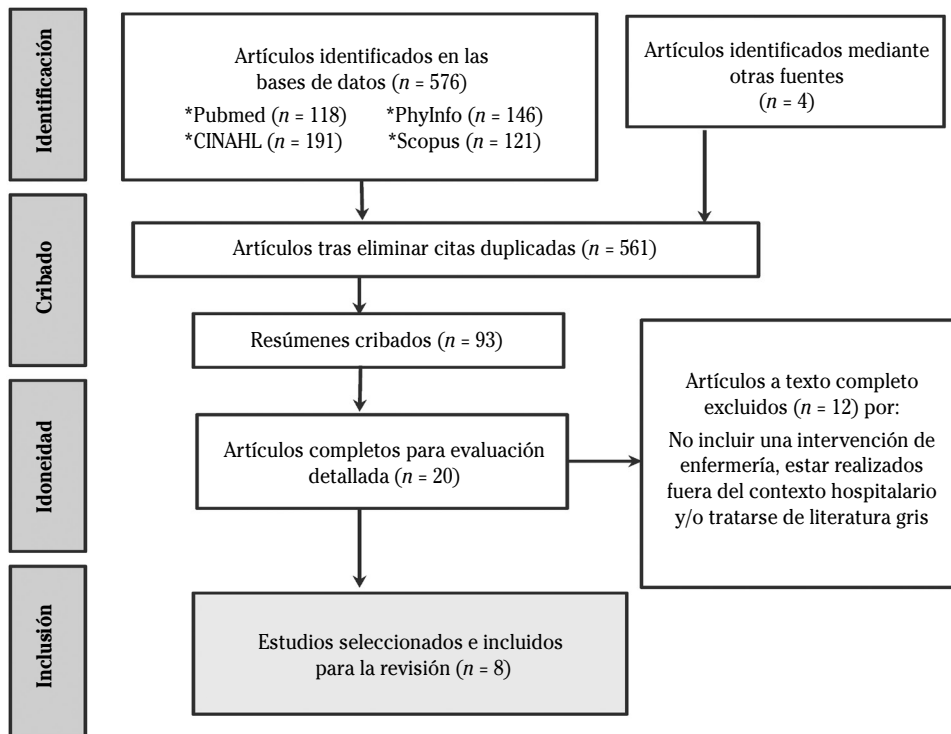 Identificación
Artículos identificados en las
bases de datos (n = 576)
*Pubmed (n = 118) *PhyInfo (n = 146)
*CINAHL (n = 191) *Scopus (n = 121)
Artículos identificados mediante
otras fuentes
(n = 4)
Cribado
Artículos tras eliminar citas duplicadas (n = 561)
Resúmenes cribados (n = 93)
Idoneidad
Artículos completos para evaluación
detallada (n = 20)
Artículos a texto completo
excluidos (n = 12) por:
No incluir una intervención de
enfermería, estar realizados
fuera del contexto hospitalario
y/o tratarse de literatura gris
Inclusión
Estudios seleccionados e incluidos
para la revisión (n = 8)